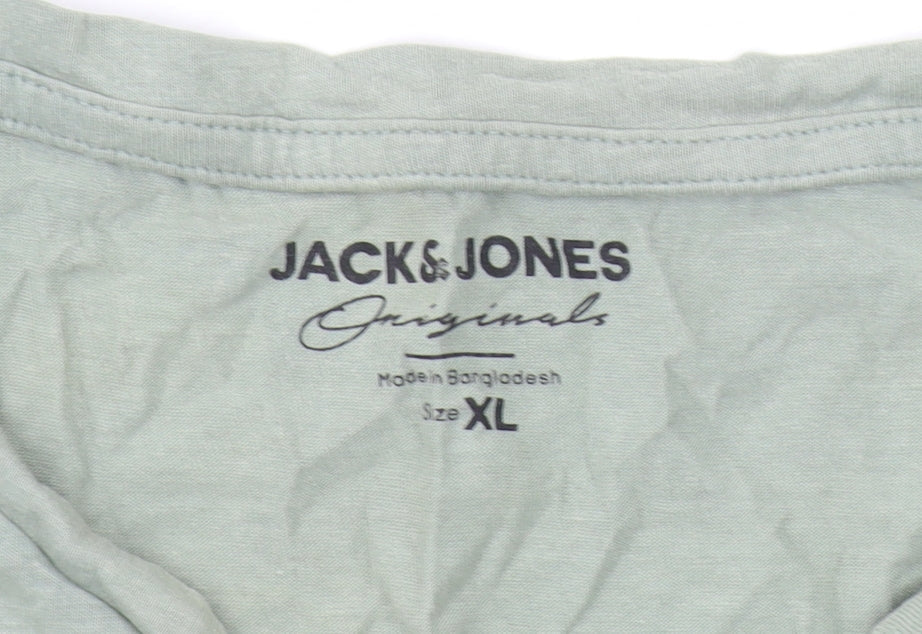 JACK & JONES
Originals
Made in Bangladesh
Size XL